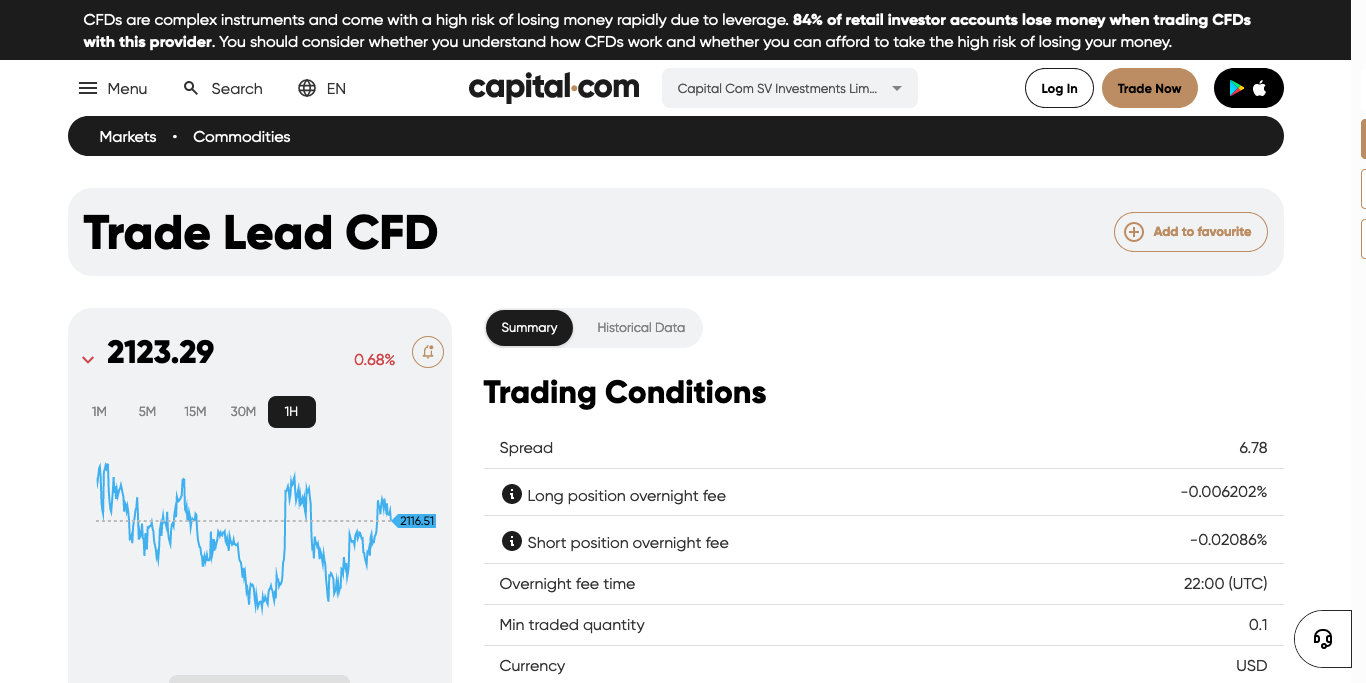 CFDs are complex instruments and come with a high risk of losing money rapidly due to leverage. 84% of retail investor accounts lose money when trading CFDs
with this provider. You should consider whether you understand how CFDs work and whether you can afford to take the high risk of losing your money.
Menu Search EN capital.com Capital Com SV Investments Lim... Log In Trade Now
Markets • Commodities
Trade Lead CFD
Add to favourite
2123.29
0.68%
1M 5M 15M 30M 1H
2116.51
Summary Historical Data
Trading Conditions
Spread 6.78
Long position overnight fee -0.006202%
Short position overnight fee -0.02086%
Overnight fee time 22:00 (UTC)
Min traded quantity 0.1
Currency USD